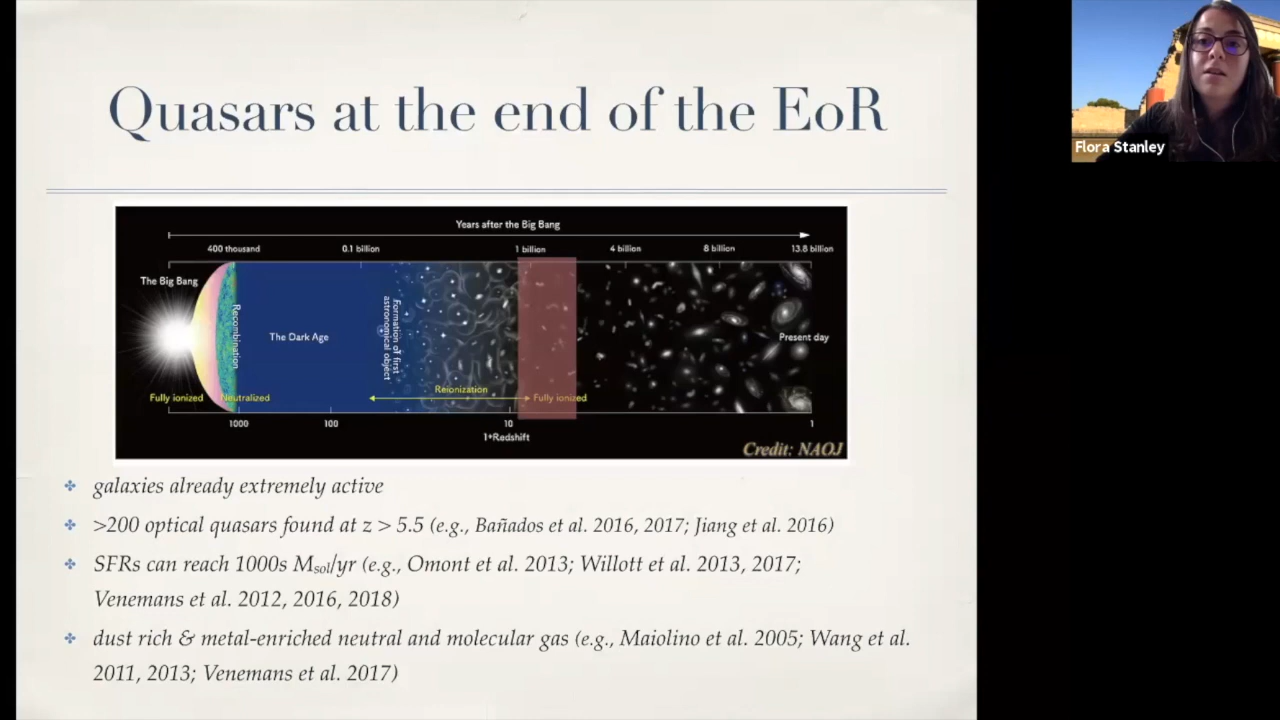 Quasars at the end of the EoR
Flora Stanley
Years after the Big Bang
400 thousand 0.1 billion 1 billion 4 billion 8 billion 13.8 billion
The Big Bang
Recombination
The Dark Age
Formation of first
astronomical object
Present day
Reionization
Fully ionized Neutralized Fully ionized
1000 100 10 1
1+Redshift
Credit: NAOJ
galaxies already extremely active
>200 optical quasars found at z > 5.5 (e.g., Bañados et al. 2016, 2017; Jiang et al. 2016)
SFRs can reach 1000s Msol/yr (e.g., Omont et al. 2013; Willott et al. 2013, 2017;
Venemans et al. 2012, 2016, 2018)
dust rich & metal-enriched neutral and molecular gas (e.g., Maiolino et al. 2005; Wang et al.
2011, 2013; Venemans et al. 2017)